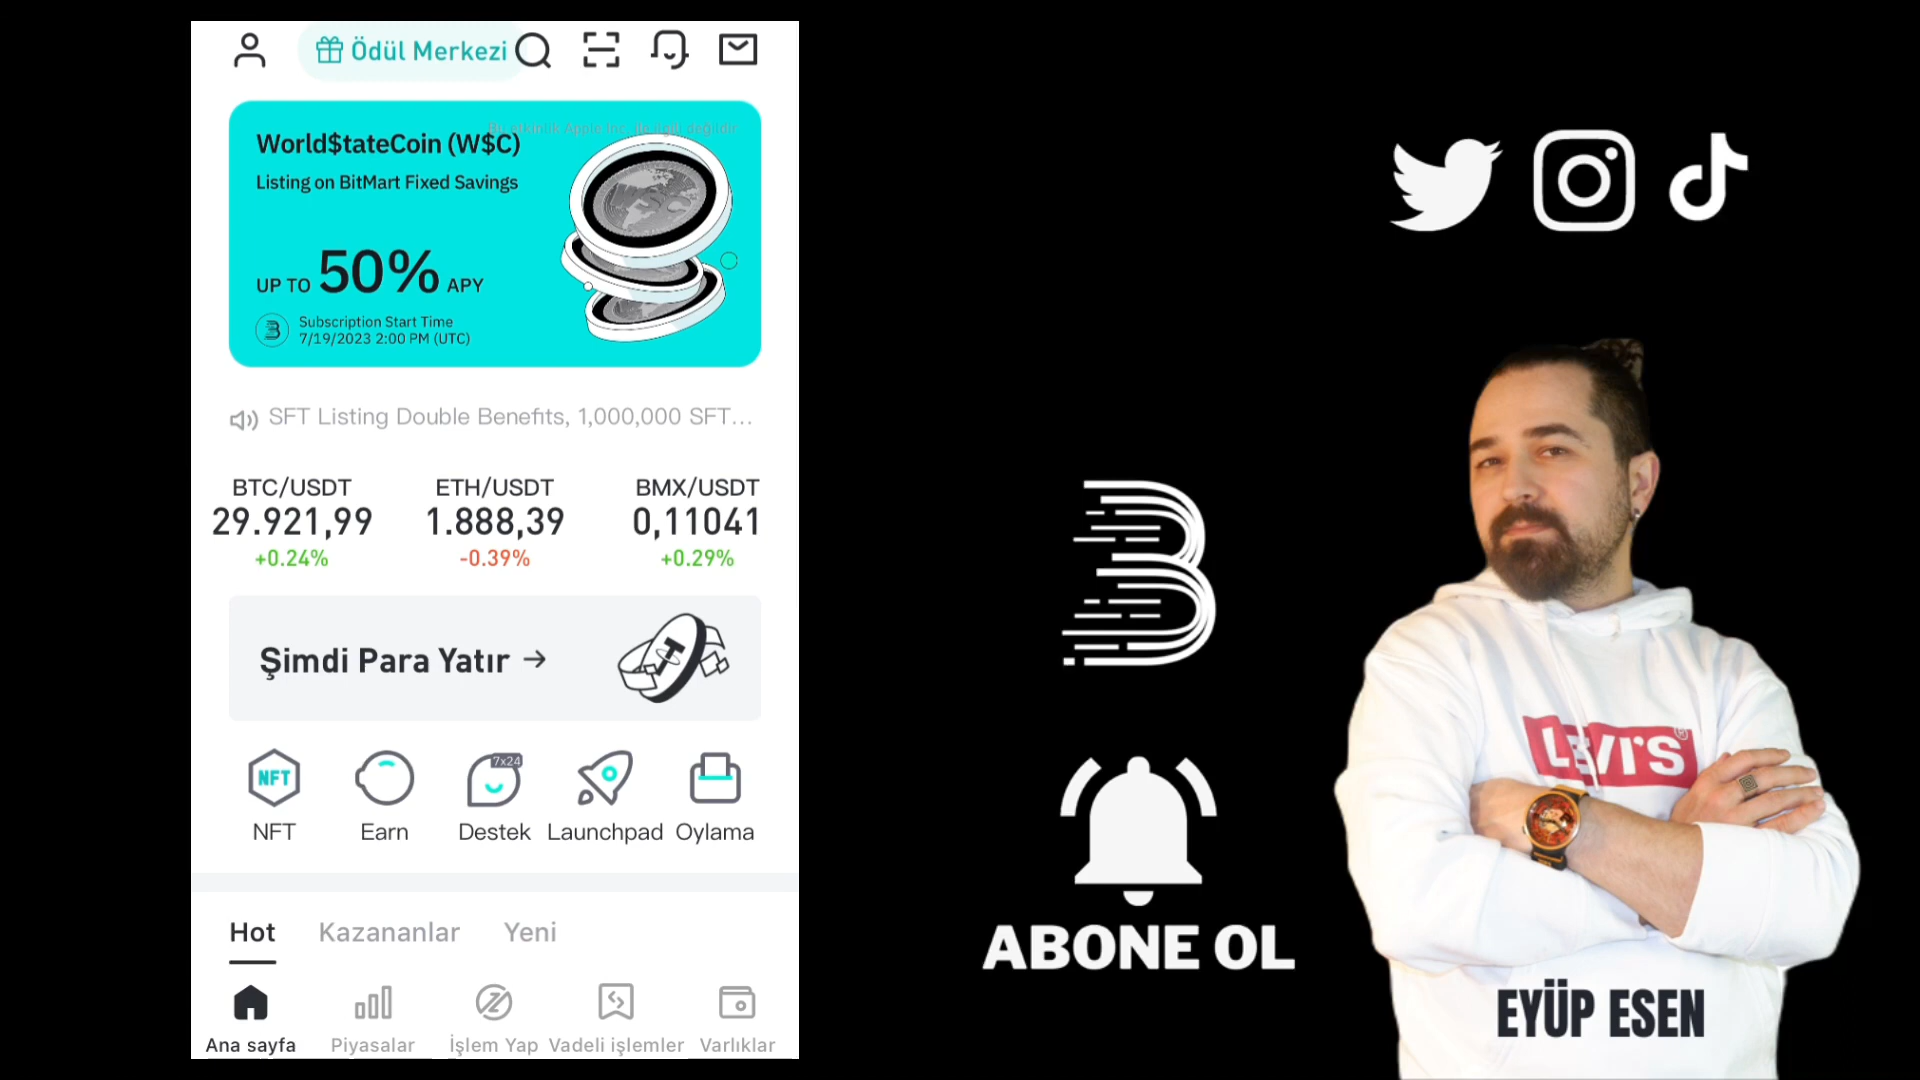 Ödül Merkezi
World$tateCoin (W$C)
Listing on BitMart Fixed Savings
UP TO 50% APY
Subscription Start Time
7/19/2023 2:00 PM (UTC)
SFT Listing Double Benefits, 1,000,000 SFT...
BTC/USDT ETH/USDT BMX/USDT
29.921,99 1.888,39 0,11041
+0.24% -0.39% +0.29%
Şimdi Para Yatır →
NFT
7x24
NFT Earn Destek Launchpad Oylama
Hot Kazananlar Yeni
Ana sayfa Piyasalar İşlem Yap Vadeli işlemler Varlıklar
ABONE OL
LEVI'S®
EYÜP ESEN